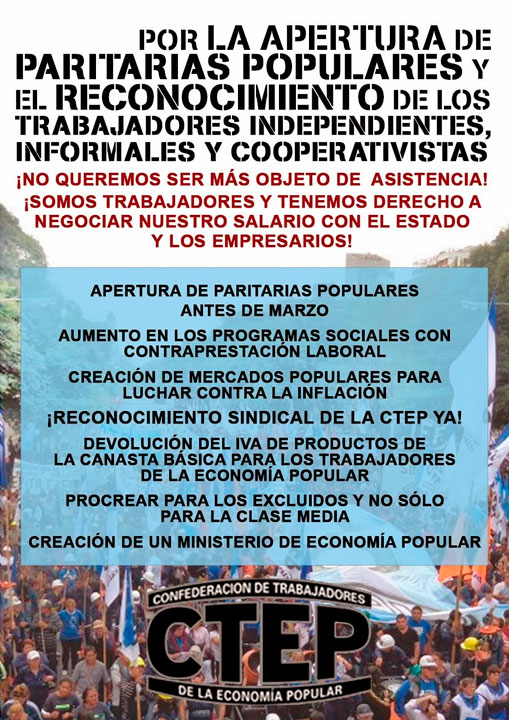 POR LA APERTURA DE
PARITARIAS POPULARES Y
EL RECONOCIMIENTO DE LOS
TRABAJADORES INDEPENDIENTES,
INFORMALES Y COOPERATIVISTAS
¡NO QUEREMOS SER MÁS OBJETO DE ASISTENCIA!
¡SOMOS TRABAJADORES Y TENEMOS DERECHO A
NEGOCIAR NUESTRO SALARIO CON EL ESTADO
Y LOS EMPRESARIOS!
APERTURA DE PARITARIAS POPULARES
ANTES DE MARZO
AUMENTO EN LOS PROGRAMAS SOCIALES CON
CONTRAPRESTACIÓN LABORAL
CREACIÓN DE MERCADOS POPULARES PARA
LUCHAR CONTRA LA INFLACIÓN
¡RECONOCIMIENTO SINDICAL DE LA CTEP YA!
DEVOLUCIÓN DEL IVA DE PRODUCTOS DE
LA CANASTA BÁSICA PARA LOS TRABAJADORES
DE LA ECONOMÍA POPULAR
PROCREAR PARA LOS EXCLUIDOS Y NO SÓLO
PARA LA CLASE MEDIA
CREACIÓN DE UN MINISTERIO DE ECONOMÍA POPULAR
CONFEDERACION DE TRABAJADORES
CTEP
DE LA ECONOMÍA POPULAR